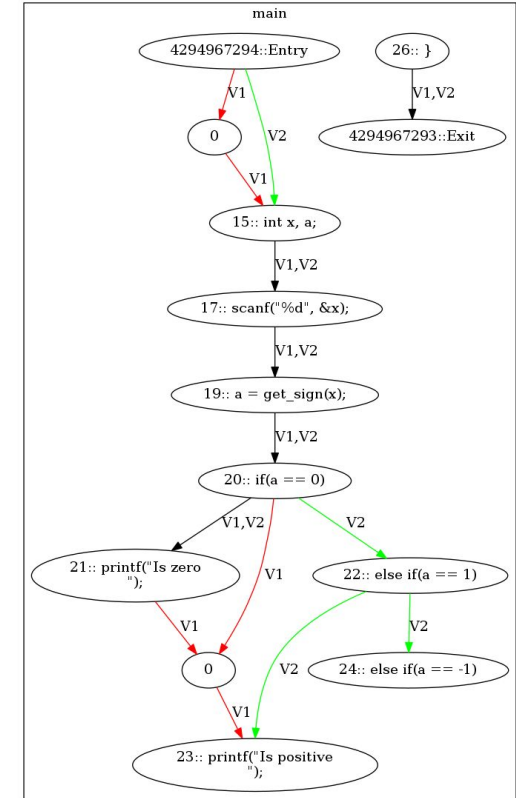 main
4294967294::Entry
26:: }
V1
V1,V2
0
V2
4294967293::Exit
V1
15:: int x, a;
V1,V2
17:: scanf("%d", &x);
V1,V2
19:: a = get_sign(x);
V1,V2
20:: if(a == 0)
V1,V2
V2
V1
21:: printf("Is zero
");
22:: else if(a == 1)
V1
V2
V2
0
24:: else if(a == -1)
V1
23:: printf("Is positive
");